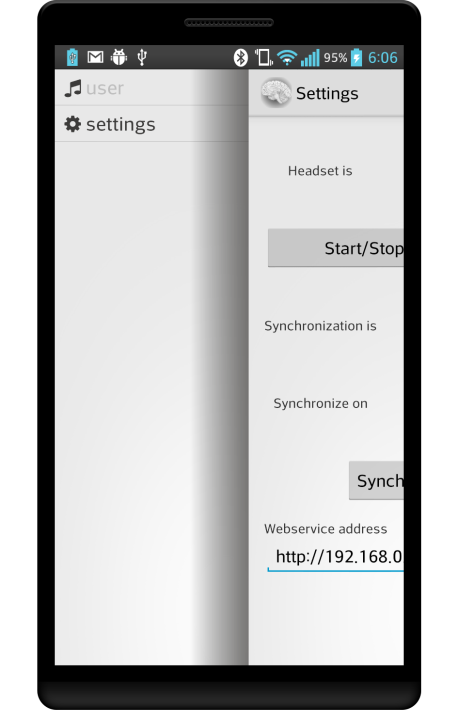 95% 6:06
user
settings
Settings
Headset is
Start/Stop
Synchronization is
Synchronize on
Synch
Webservice address
http://192.168.0